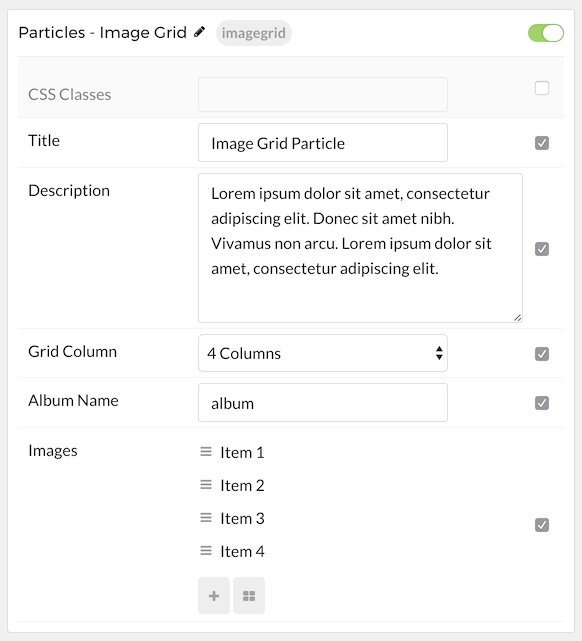 Particles - Image Grid imagegrid
CSS Classes
Title Image Grid Particle
Description
Lorem ipsum dolor sit amet, consectetur
adipiscing elit. Donec sit amet nibh.
Vivamus non arcu. Lorem ipsum dolor sit
amet, consectetur adipiscing elit.
Grid Column 4 Columns
Album Name album
Images
Item 1
Item 2
Item 3
Item 4